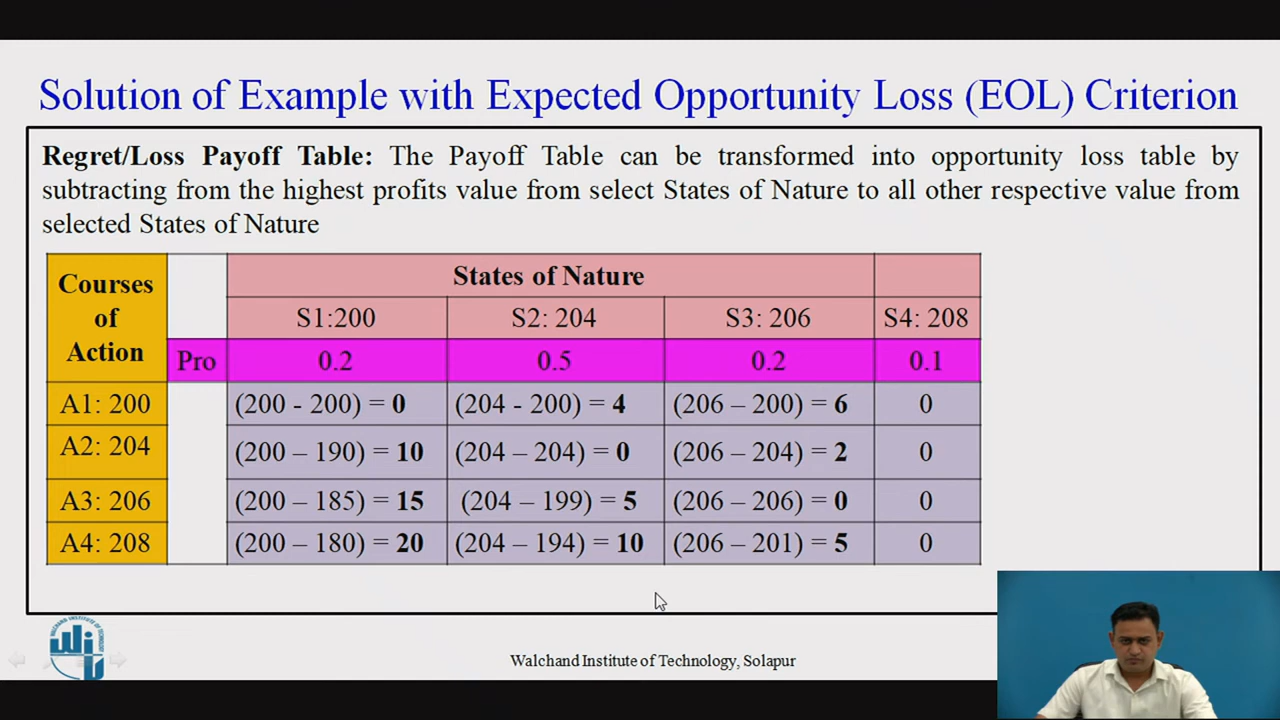 Solution of Example with Expected Opportunity Loss (EOL) Criterion
Regret/Loss Payoff Table: The Payoff Table can be transformed into opportunity loss table by
subtracting from the highest profits value from select States of Nature to all other respective value from
selected States of Nature
Courses of Action
States of Nature
S1:200 S2: 204 S3: 206 S4: 208
Pro 0.2 0.5 0.2 0.1
A1: 200 (200 - 200) = 0 (204 - 200) = 4 (206 – 200) = 6 0
A2: 204 (200 – 190) = 10 (204 – 204) = 0 (206 – 204) = 2 0
A3: 206 (200 – 185) = 15 (204 – 199) = 5 (206 – 206) = 0 0
A4: 208 (200 – 180) = 20 (204 – 194) = 10 (206 – 201) = 5 0
Walchand Institute of Technology, Solapur